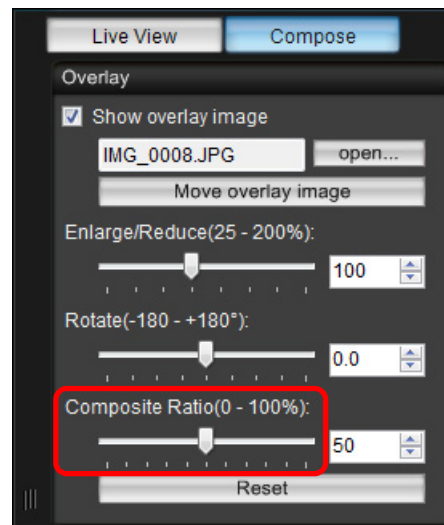 Live View Compose
Overlay
Show overlay image
IMG_0008.JPG open...
Move overlay image
Enlarge/Reduce(25 - 200%):
100
Rotate(-180 - +180°):
0.0
Composite Ratio(0 - 100%):
50
Reset